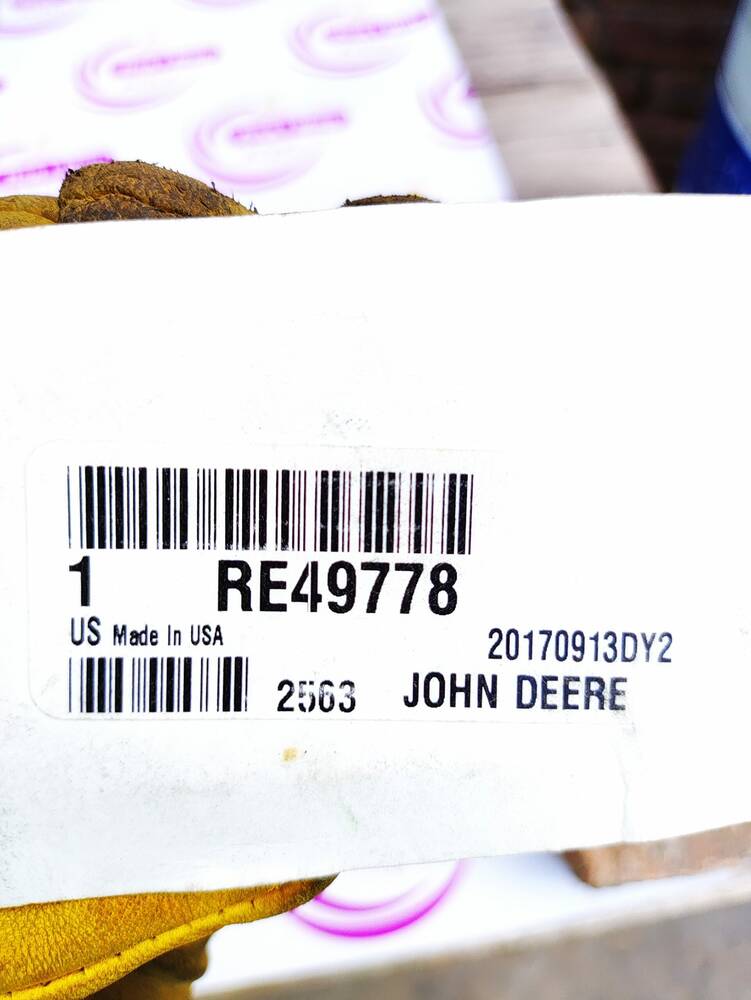 1 RE49778
US Made In USA
20170913DY2
2563 JOHN DEERE